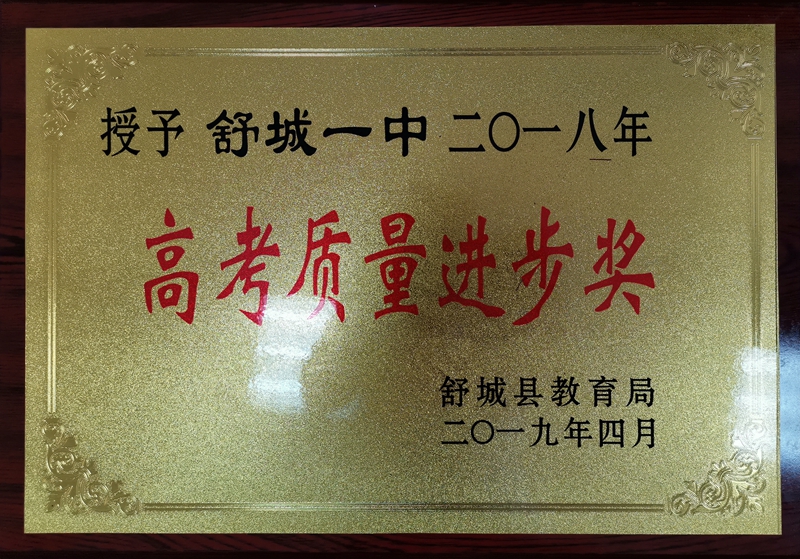 授予 舒城一中 二〇一八年
高考质量进步奖
舒城县教育局
二〇一九年四月